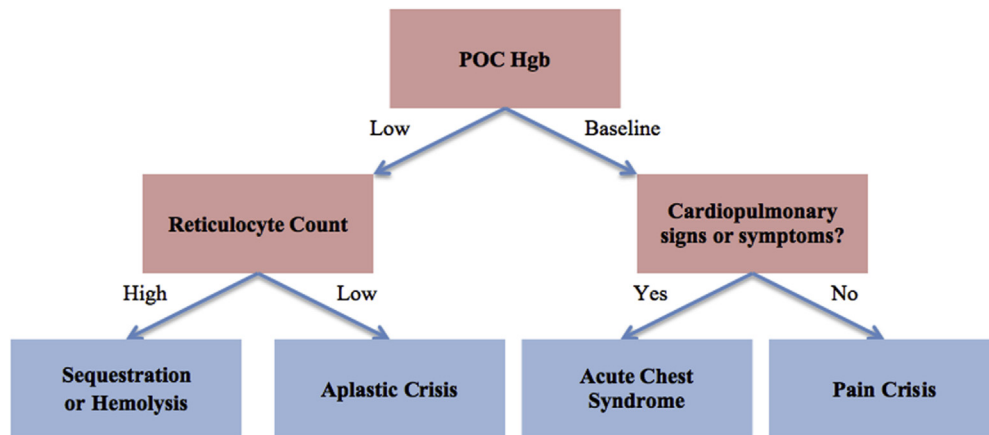 POC Hgb
Low
Baseline
Reticulocyte Count
Cardiopulmonary
signs or symptoms?
High
Low
Yes
No
Sequestration
or Hemolysis
Aplastic Crisis
Acute Chest
Syndrome
Pain Crisis